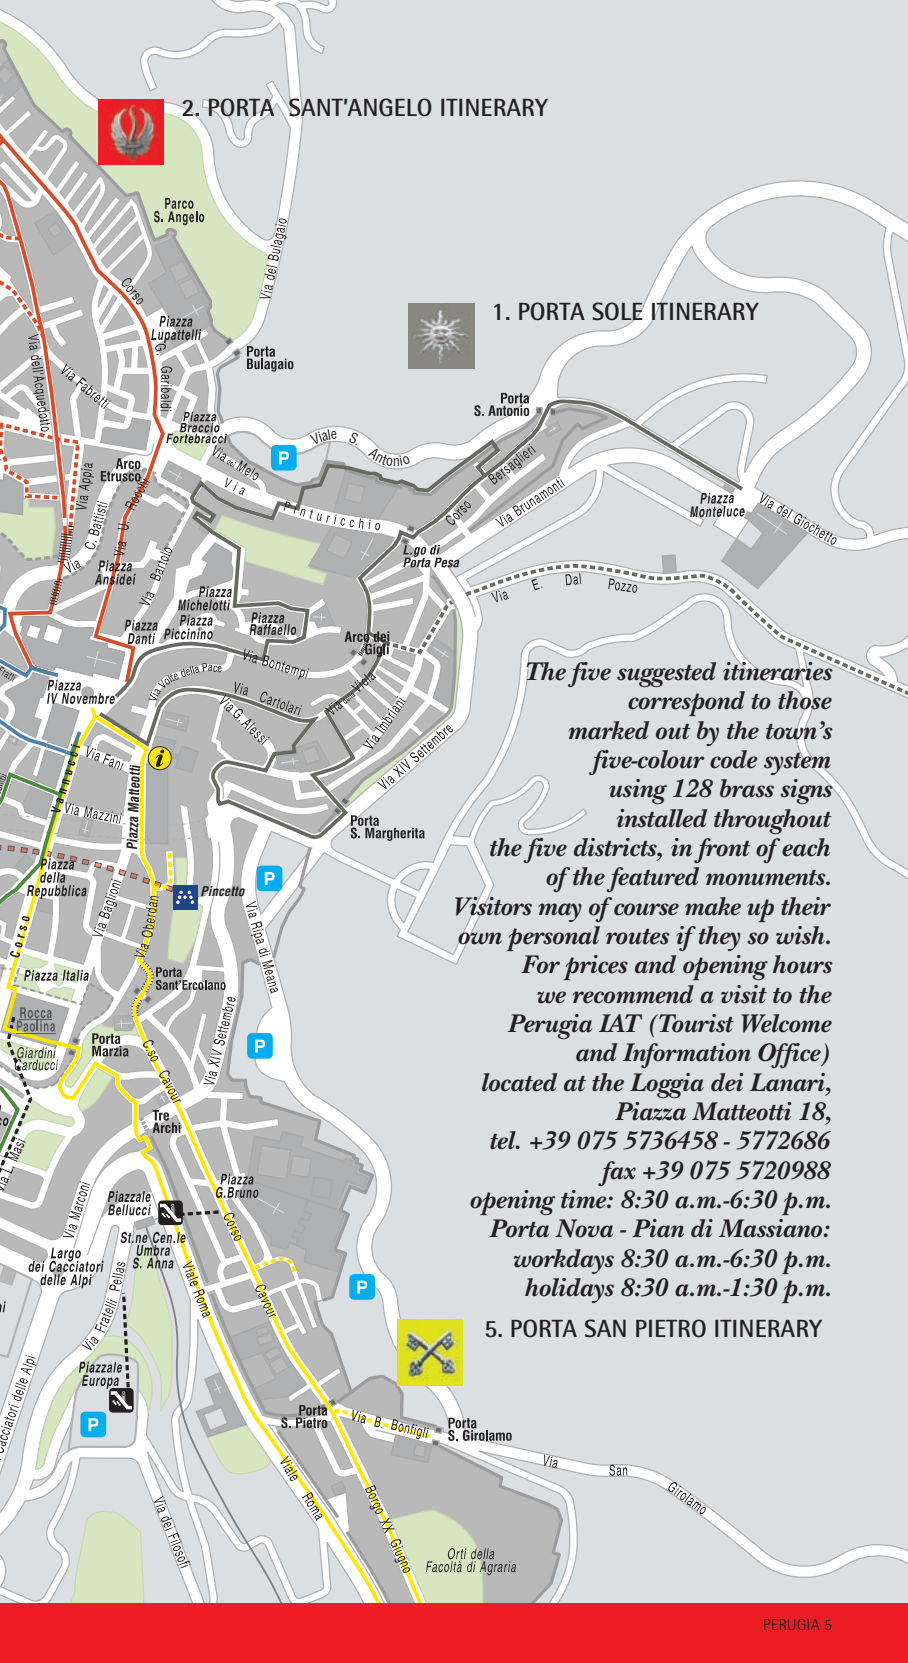 2. PORTA SANT'ANGELO ITINERARY
Parco
S. Angelo
Via del Bulagaio
1. PORTA SOLE ITINERARY
Corso
G. Garibaldi
Piazza
Lupattelli
Porta
Bulagaio
Via dell'Acquedotto
Via Fabretti
Porta
S. Antonio
Piazza
Braccio
Fortebracci
P
Viale S. Antonio
Via del Melo
Arco
Etrusco
Via Appia
Via Pinturicchio
Corso Bersaglieri
Via Brunamonti
Piazza
Monteluce
Via del Giochetto
Via C. Battisti
Via U. Rocchi
Via Bartolo
L.go di
Porta Pesa
Piazza
Ansidei
Via E. Dal Pozzo
Piazza
Michelotti
Piazza
Danti
Piazza
Piccinino
Piazza
Raffaello
Arco dei
Gigli
Via Bontempi
Via Volte della Pace
Piazza
IV Novembre
Via Cartolari
Via della Viola
Via G. Alessi
Via Imbriani
Via XIV Settembre
Via Fani
i
Vannucci
Piazza Matteotti
Via Mazzini
Porta
S. Margherita
Piazza
della
Repubblica
Pincetto
P
Via Baglioni
Via Oberdan
Corso
Via Ripa di Meana
Piazza Italia
Porta
Sant'Ercolano
Rocca
Paolina
Via XIV Settembre
P
Giardini
Carducci
Porta
Marzia
C.so Cavour
Tre
Archi
Via L. Masi
Via Marconi
Piazzale
Bellucci
Piazza
G.Bruno
St.ne Cen.le
Umbra
S. Anna
Corso Cavour
Largo
dei Cacciatori
delle Alpi
Via Fratelli Pellas
Viale Roma
P
Piazzale
Europa
P
Cacciatori delle Alpi
The five suggested itineraries
correspond to those
marked out by the town's
five-colour code system
using 128 brass signs
installed throughout
the five districts, in front of each
of the featured monuments.
Visitors may of course make up their
own personal routes if they so wish.
For prices and opening hours
we recommend a visit to the
Perugia IAT (Tourist Welcome
and Information Office)
located at the Loggia dei Lanari,
Piazza Matteotti 18,
tel. +39 075 5736458 - 5772686
fax +39 075 5720988
opening time: 8:30 a.m.-6:30 p.m.
Porta Nova - Pian di Massiano:
workdays 8:30 a.m.-6:30 p.m.
holidays 8:30 a.m.-1:30 p.m.
5. PORTA SAN PIETRO ITINERARY
Porta
S. Pietro
Via B. Bonfigli
Porta
S. Girolamo
Via San Girolamo
Viale Roma
Via dei Filosofi
Borgo XX Giugno
Orti della
Facoltà di Agraria
PERUGIA 5